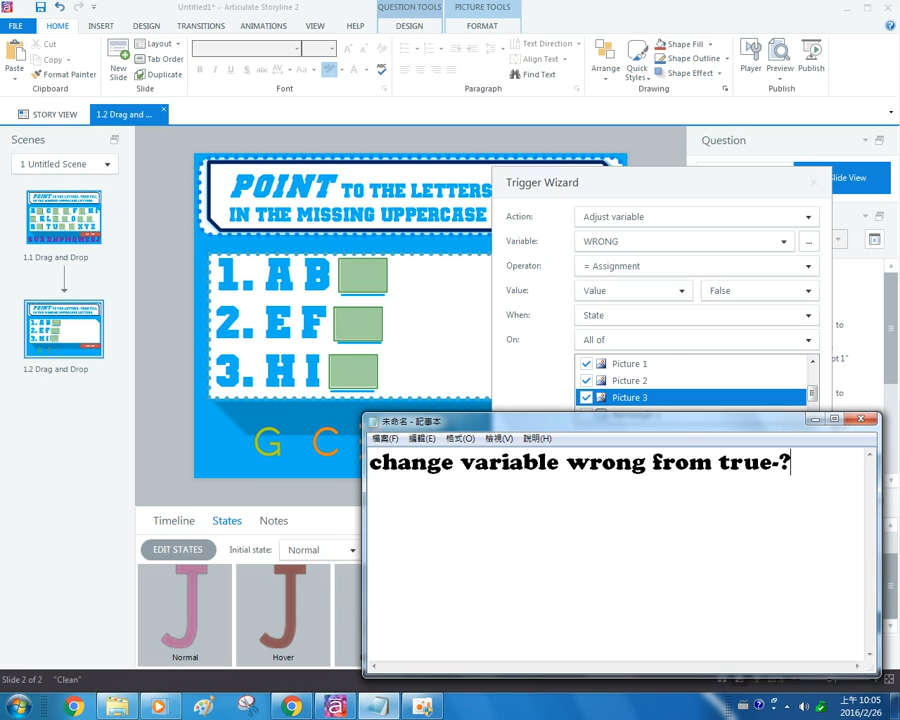 Untitled1* - Articulate Storyline 2
QUESTION TOOLS
PICTURE TOOLS
FILE
HOME
INSERT
DESIGN
TRANSITIONS
ANIMATIONS
VIEW
HELP
DESIGN
FORMAT
Paste
Cut
Copy
Format Painter
Clipboard
New Slide
Layout
Tab Order
Duplicate
Slide
Font
Text Direction
Align Text
Find Text
Paragraph
Arrange
Quick Styles
Shape Fill
Shape Outline
Shape Effect
Drawing
Player
Preview
Publish
Publish
STORY VIEW
1.2 Drag and ...
Scenes
1 Untitled Scene
1.1 Drag and Drop
1.2 Drag and Drop
POINT TO THE LETTERS
IN THE MISSING UPPERCASE
1. A B
2. E F
3. H I
G C
Question
lide View
Trigger Wizard
Action: Adjust variable
Variable: WRONG ...
Operator: = Assignment
Value: Value False
When: State
On: All of
Picture 1
Picture 2
Picture 3
to
pt 1"
to
未命名 - 記事本
檔案(F) 編輯(E) 格式(O) 檢視(V) 說明(H)
change variable wrong from true-?
Timeline
States
Notes
EDIT STATES
Initial state: Normal
J
J
Normal
Hover
Slide 2 of 2
"Clean"
上午 10:05
2016/2/26